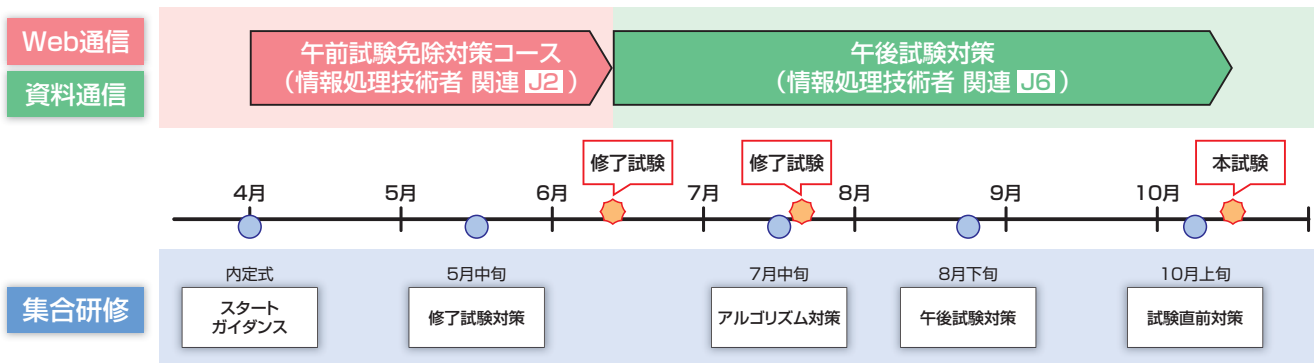 Web通信
資料通信
午前試験免除対策コース
（情報処理技術者 関連 J2 ）
午後試験対策
（情報処理技術者 関連 J6 ）
修了試験
修了試験
本試験
4月
5月
6月
7月
8月
9月
10月
集合研修
内定式
スタート
ガイダンス
5月中旬
修了試験対策
7月中旬
アルゴリズム対策
8月下旬
午後試験対策
10月上旬
試験直前対策